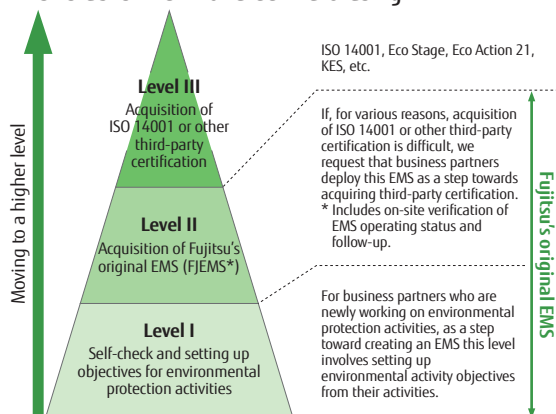 ISO 14001, Eco Stage, Eco Action 21,
KES, etc.
Level III
Acquisition of
ISO 14001 or other
third-party
certification
If, for various reasons, acquisition
of ISO 14001 or other third-party
certification is difficult, we
request that business partners
deploy this EMS as a step towards
acquiring third-party certification.
* Includes on-site verification of
EMS operating status and
follow-up.
Level II
Acquisition of Fujitsu's
original EMS (FJEMS*)
Level I
Self-check and setting up
objectives for environmental
protection activities
For business partners who are
newly working on environmental
protection activities, as a step
toward creating an EMS this level
involves setting up
environmental activity objectives
from their activities.
Moving to a higher level
Fujitsu's original EMS